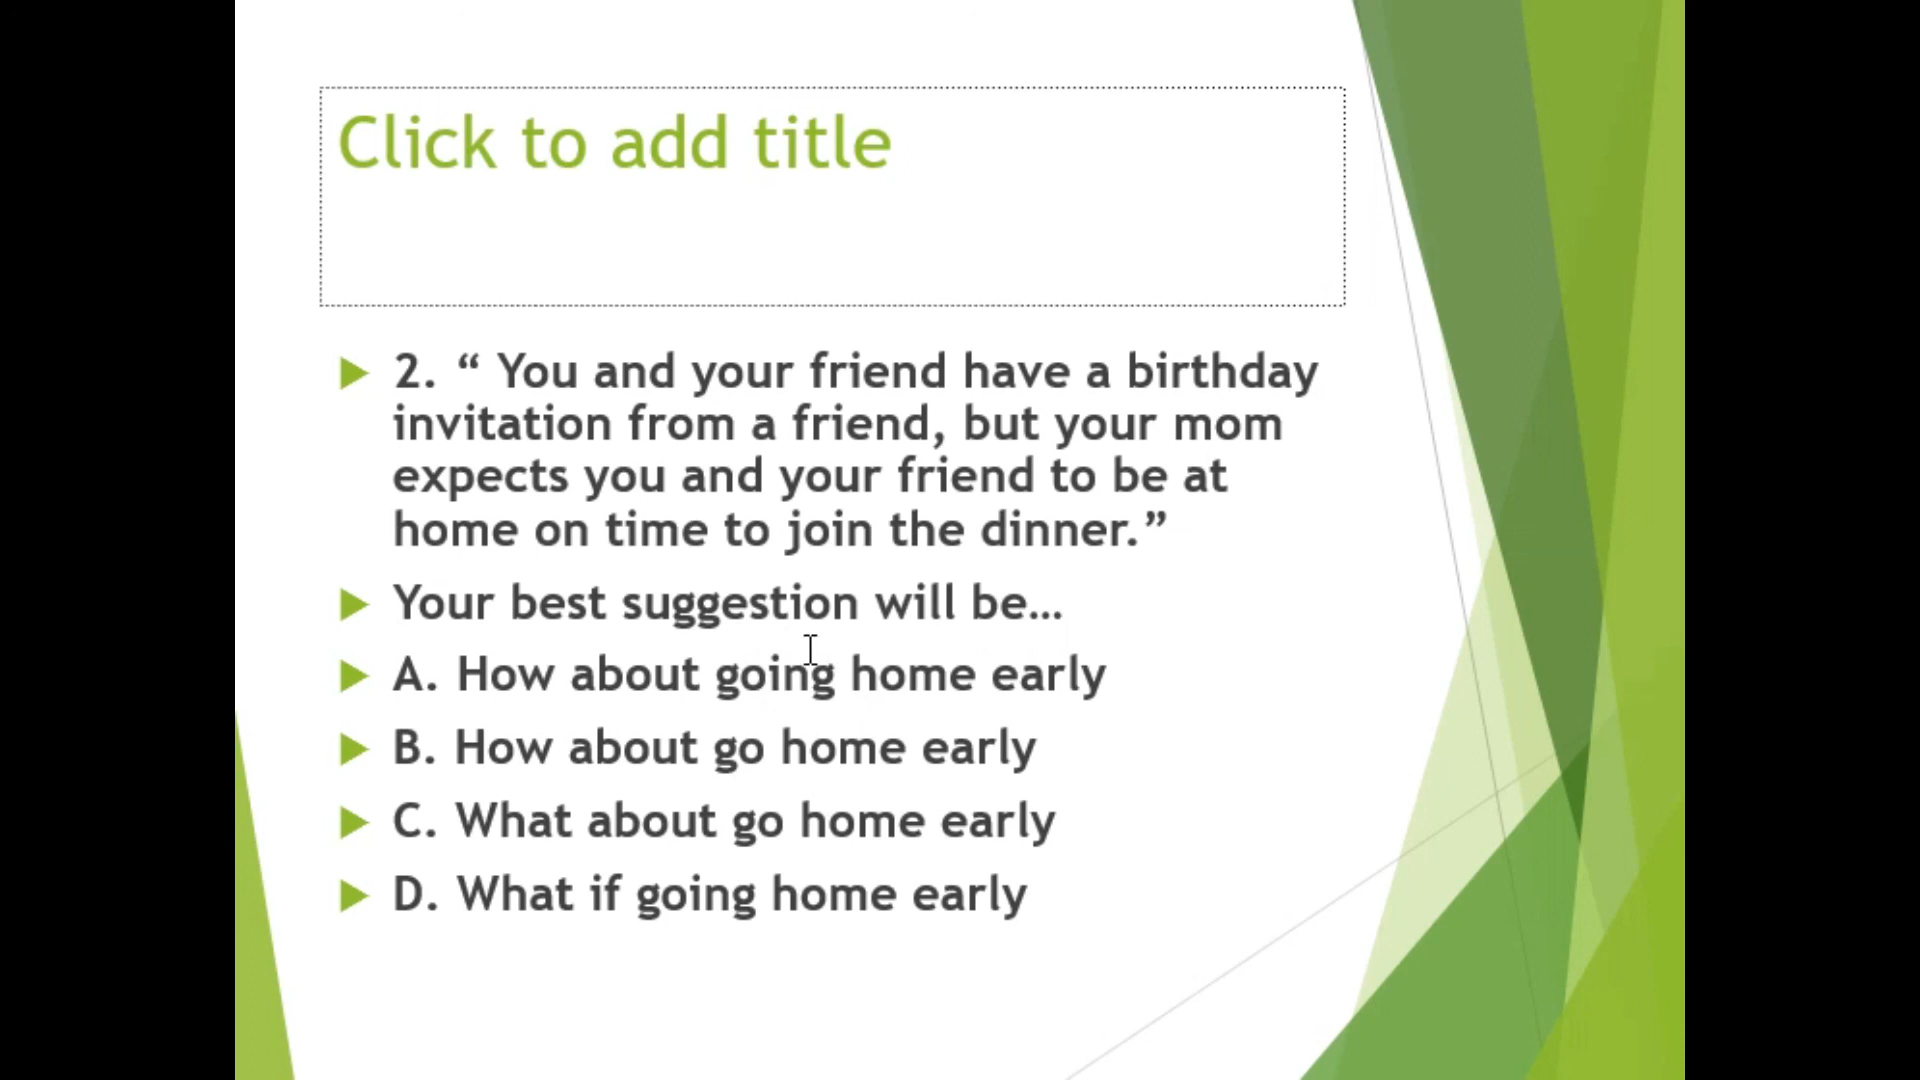 Click to add title
2. “ You and your friend have a birthday
invitation from a friend, but your mom
expects you and your friend to be at
home on time to join the dinner.”
Your best suggestion will be…
A. How about going home early
B. How about go home early
C. What about go home early
D. What if going home early